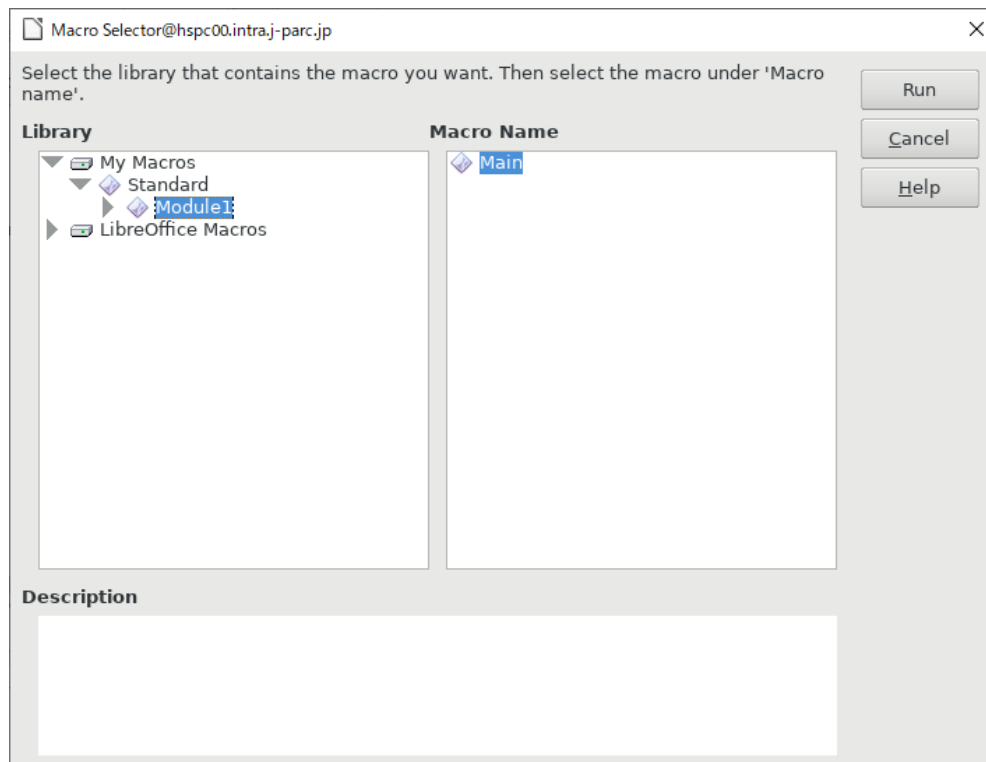 Macro Selector@hspc00.intra.j-parc.jp
Select the library that contains the macro you want. Then select the macro under 'Macro
name'.
Run
Cancel
Help
Library
Macro Name
My Macros
Standard
Module1
LibreOffice Macros
Main
Description